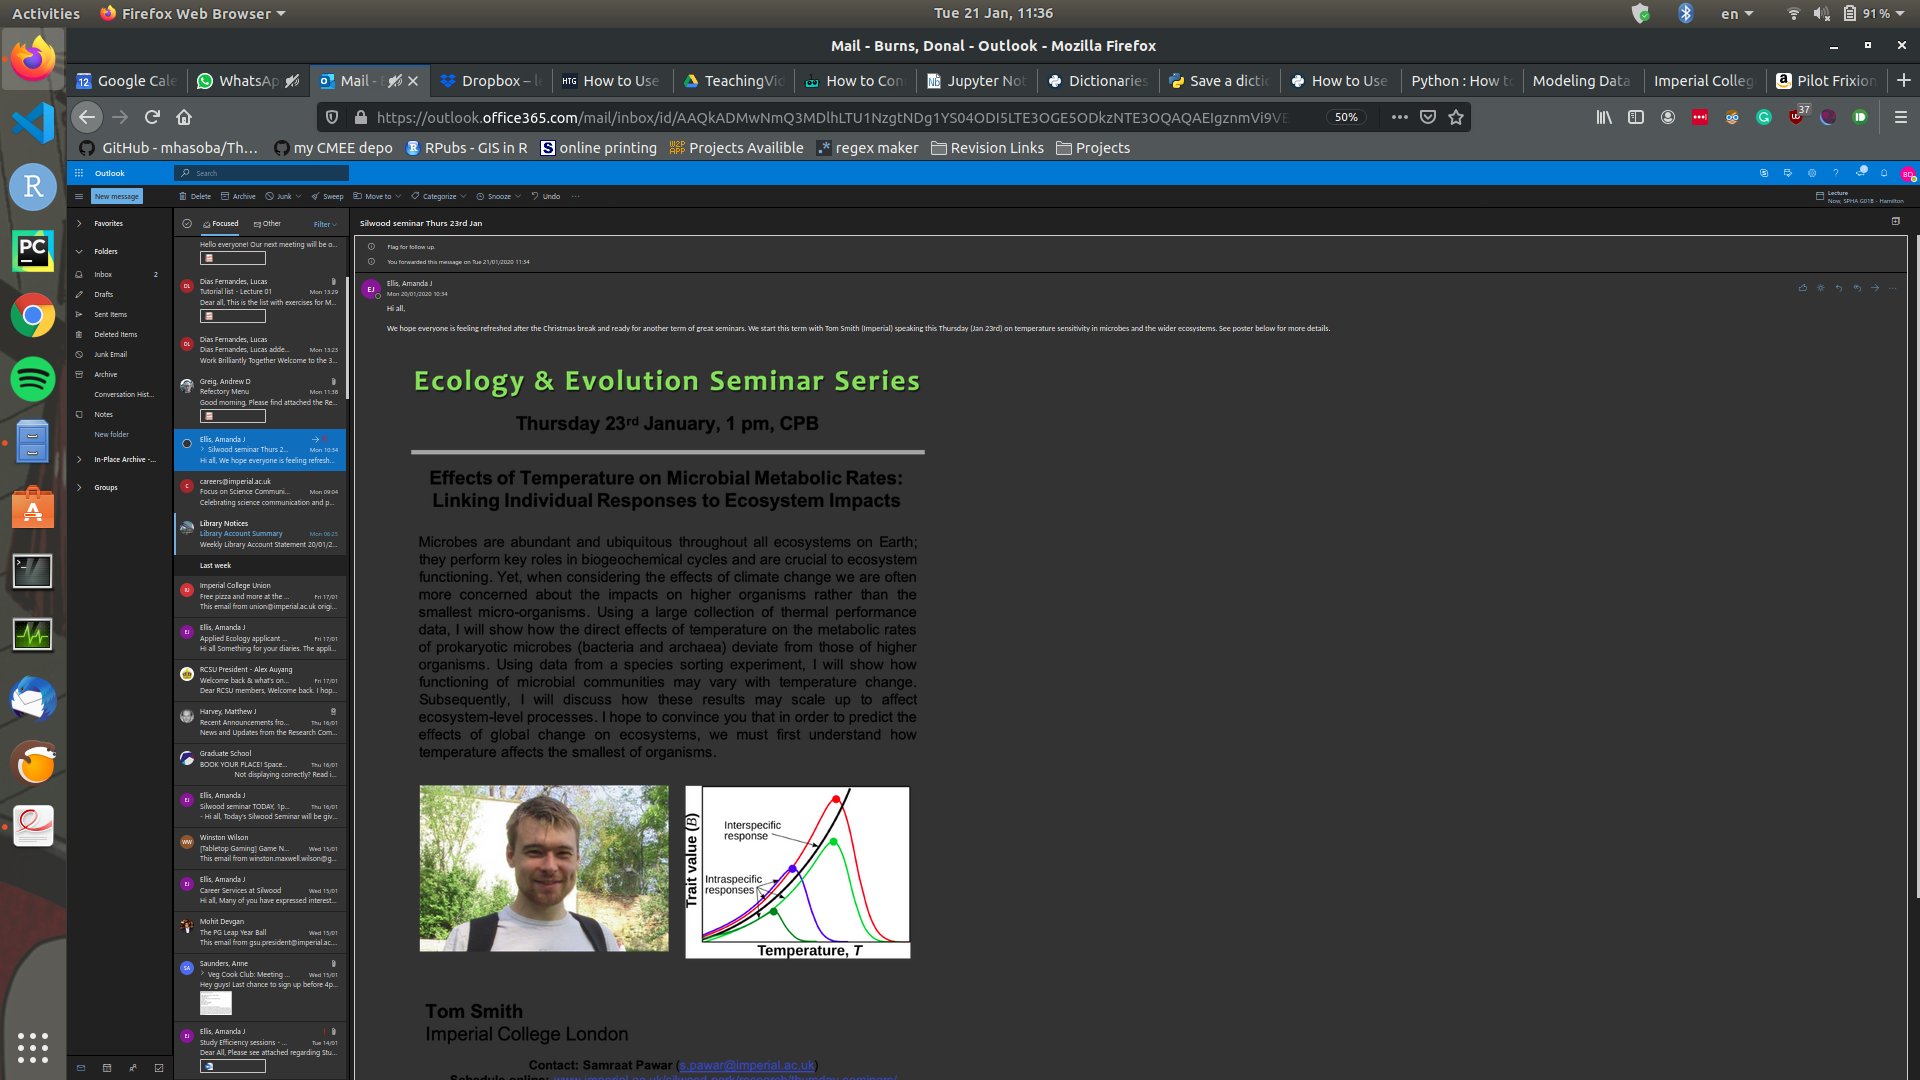 Activities
Firefox Web Browser
Tue 21 Jan, 11:36
en
91 %
Mail - Burns, Donal - Outlook - Mozilla Firefox
Google Cale
WhatsAp
Mail - B
Dropbox – le
HTG
How to Use
TeachingVid
How to Con
Jupyter Not
Dictionaries
Save a dictio
How to Use
Python : How to
Modeling Data
Imperial College
Pilot Frixion
https://outlook.office365.com/mail/inbox/id/
50%
37
GitHub - mhasoba/Th…
my CMEE depo
RPubs - GIS in R
online printing
Projects Availible
regex maker
Revision Links
Projects
Outlook
Search
BD
New message
Delete
Archive
Junk
Sweep
Move to
Categorize
Snooze
Undo
Lecture
Now, SPHA G01B - Hamilton
Favorites
Folders
Inbox 2
Drafts
Sent Items
Deleted Items
Junk Email
Archive
Conversation Hist...
Notes
New folder
In-Place Archive -...
Groups
Focused
Other
Filter
Hello everyone! Our next meeting will be o...
Dias Fernandes, Lucas
Tutorial list - Lecture 01 Mon 13:29
Dear all, This is the list with exercises for M...
Dias Fernandes, Lucas
Dias Fernandes, Lucas adde... Mon 13:23
Work Brilliantly Together Welcome to the 3...
Greig, Andrew D
Refectory Menu Mon 11:38
Good morning, Please find attached the Re...
Ellis, Amanda J
Silwood seminar Thurs 2... Mon 10:34
Hi all, We hope everyone is feeling refresh...
careers@imperial.ac.uk
Focus on Science Communi... Mon 09:04
Celebrating science communication and p...
Library Notices
Library Account Summary Mon 06:25
Weekly Library Account Statement 20/01/2...
Last week
Imperial College Union
Free pizza and more at the ... Fri 17/01
This email from union@imperial.ac.uk origi...
Ellis, Amanda J
Applied Ecology applicant ... Fri 17/01
Hi all Something for your diaries. The appli...
RCSU President - Alex Auyang
Welcome back & what's on... Fri 17/01
Dear RCSU members, Welcome back. I hop...
Harvey, Matthew J
Recent Announcements fro... Thu 16/01
News and Updates from the Research Com...
Graduate School
BOOK YOUR PLACE! Space... Thu 16/01
Not displaying correctly? Read i...
Ellis, Amanda J
Silwood seminar TODAY, 1p... Thu 16/01
- Hi all, Today's Silwood Seminar will be giv...
Winston Wilson
[Tabletop Gaming] Game N... Wed 15/01
This email from winston.maxwell.wilson@g...
Ellis, Amanda J
Career Services at Silwood Wed 15/01
Hi all, Many of you have expressed interest...
Mohit Devgan
The PG Leap Year Ball Wed 15/01
This email from gsu.president@imperial.ac....
Saunders, Anne
Veg Cook Club: Meeting ... Wed 15/01
Hey guys! Last chance to sign up before 4p...
Ellis, Amanda J
Study Efficiency sessions - ... Tue 14/01
Dear All, Please see attached regarding Stu...
Silwood seminar Thurs 23rd Jan
Flag for follow up.
You forwarded this message on Tue 21/01/2020 11:34
EJ
Ellis, Amanda J
Mon 20/01/2020 10:34
Hi all,
We hope everyone is feeling refreshed after the Christmas break and ready for another term of great seminars. We start this term with Tom Smith (Imperial) speaking this Thursday (Jan 23rd) on temperature sensitivity in microbes and the wider ecosystems. See poster below for more details.
Ecology & Evolution Seminar Series
Thursday 23rd January, 1 pm, CPB
Effects of Temperature on Microbial Metabolic Rates:
Linking Individual Responses to Ecosystem Impacts
Microbes are abundant and ubiquitous throughout all ecosystems on Earth;
they perform key roles in biogeochemical cycles and are crucial to ecosystem
functioning. Yet, when considering the effects of climate change we are often
more concerned about the impacts on higher organisms rather than the
smallest micro-organisms. Using a large collection of thermal performance
data, I will show how the direct effects of temperature on the metabolic rates
of prokaryotic microbes (bacteria and archaea) deviate from those of higher
organisms. Using data from a species sorting experiment, I will show how
functioning of microbial communities may vary with temperature change.
Subsequently, I will discuss how these results may scale up to affect
ecosystem-level processes. I hope to convince you that in order to predict the
effects of global change on ecosystems, we must first understand how
temperature affects the smallest of organisms.
Trait value (B)
Interspecific
response
Intraspecific
responses
Temperature, T
Tom Smith
Imperial College London
Contact: Samraat Pawar (s.pawar@imperial.ac.uk)